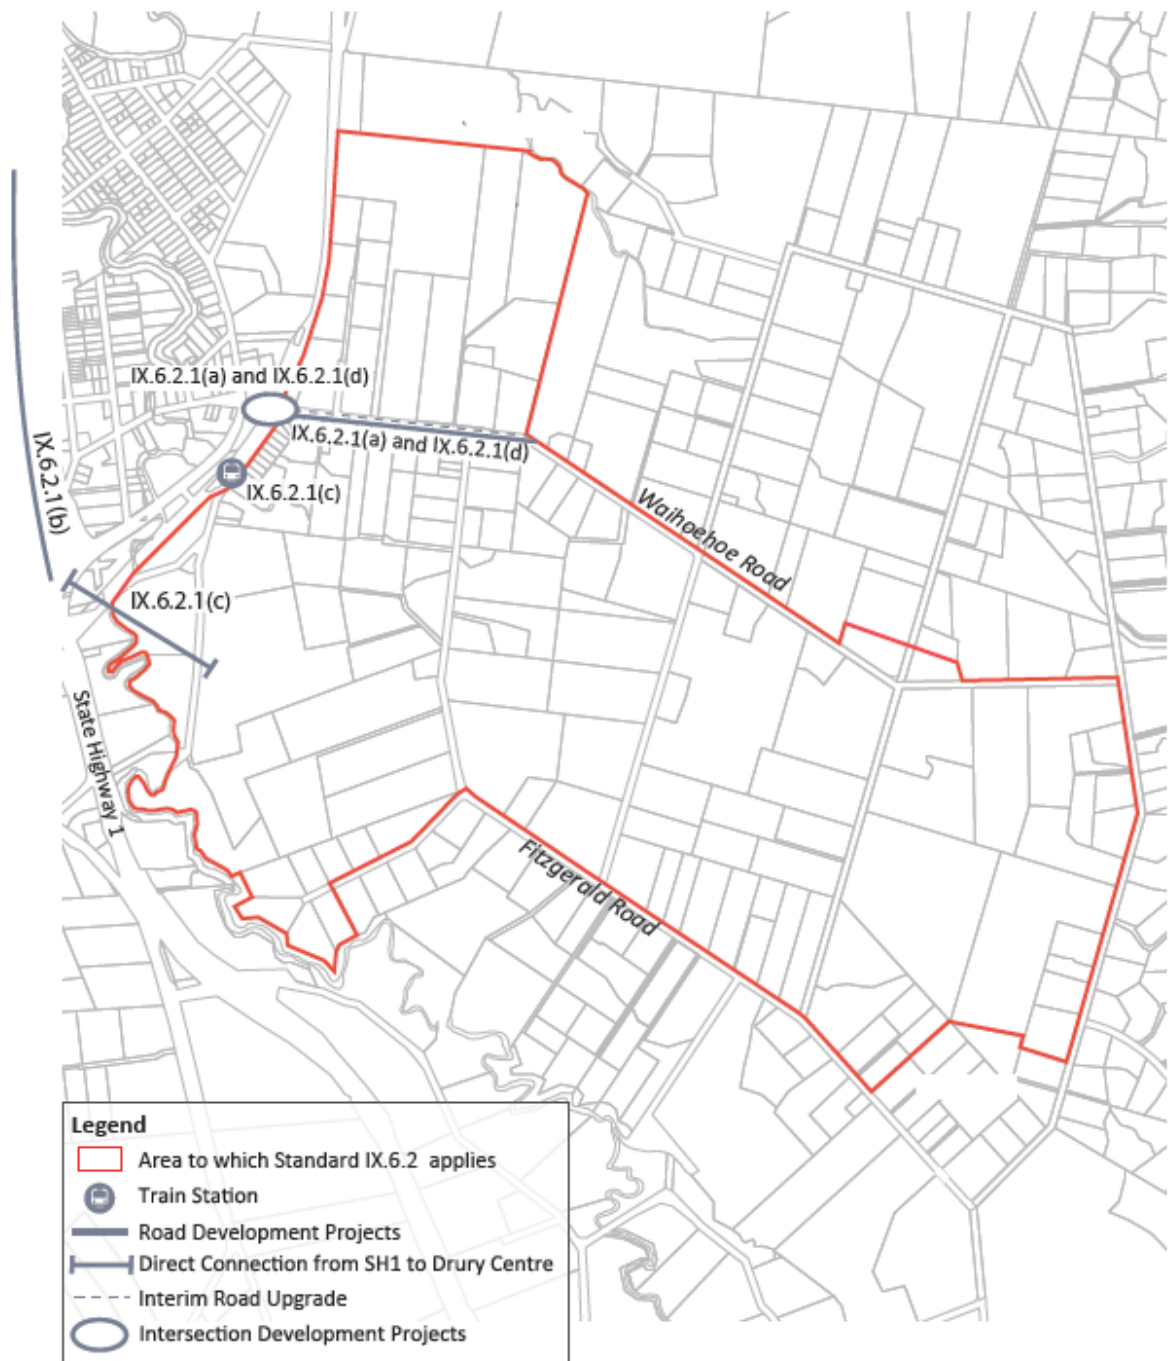 IX.6.2.1(a) and IX.6.2.1(d)
IX.6.2.1(a) and IX.6.2.1(d)
IX.6.2.1(b)
IX.6.2.1(c)
Waihoehoe Road
IX.6.2.1(c)
State Highway 1
Fitzgerald Road
Legend
Area to which Standard IX.6.2 applies
Train Station
Road Development Projects
Direct Connection from SH1 to Drury Centre
Interim Road Upgrade
Intersection Development Projects